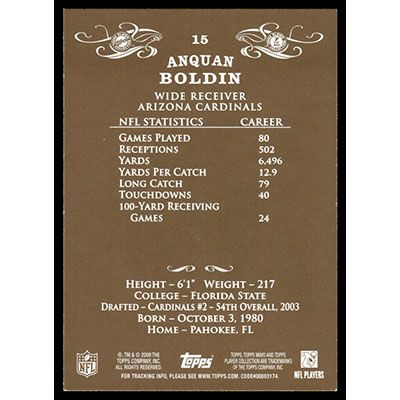 15
ANQUAN
BOLDIN
WIDE RECEIVER
ARIZONA CARDINALS
NFL STATISTICS CAREER
GAMES PLAYED 80
RECEPTIONS 502
YARDS 6,496
YARDS PER CATCH 12.9
LONG CATCH 79
TOUCHDOWNS 40
100-YARD RECEIVING
GAMES 24
HEIGHT – 6'1" WEIGHT – 217
COLLEGE – FLORIDA STATE
DRAFTED – CARDINALS #2 – 54TH OVERALL, 2003
BORN – OCTOBER 3, 1980
HOME – PAHOKEE, FL
NFL
©, TM & © 2009 THE
TOPPS COMPANY, INC.
ALL RIGHTS RESERVED.
Topps
TOPPS, TOPPS MAYO AND TOPPS
PLAYER COLLECTION ARE TRADEMARKS
OF THE TOPPS COMPANY, INC.
NFL PLAYERS
FOR TRACKING INFO, PLEASE SEE WWW.TOPPS.COM. CODE#00003174.